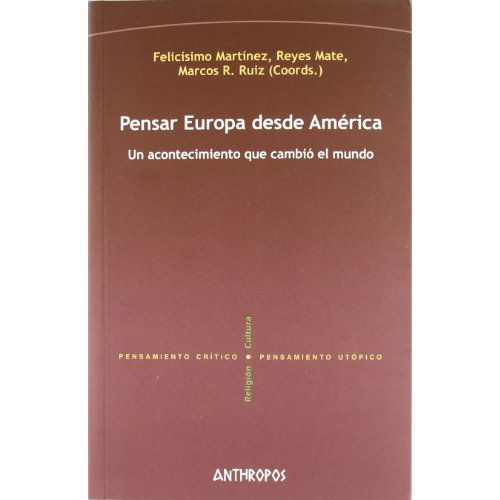 Felicísimo Martínez, Reyes Mate,
Marcos R. Ruiz (Coords.)
Pensar Europa desde América
Un acontecimiento que cambió el mundo
Religión • Cultura
PENSAMIENTO CRÍTICO • PENSAMIENTO UTÓPICO
ANTHROPOS